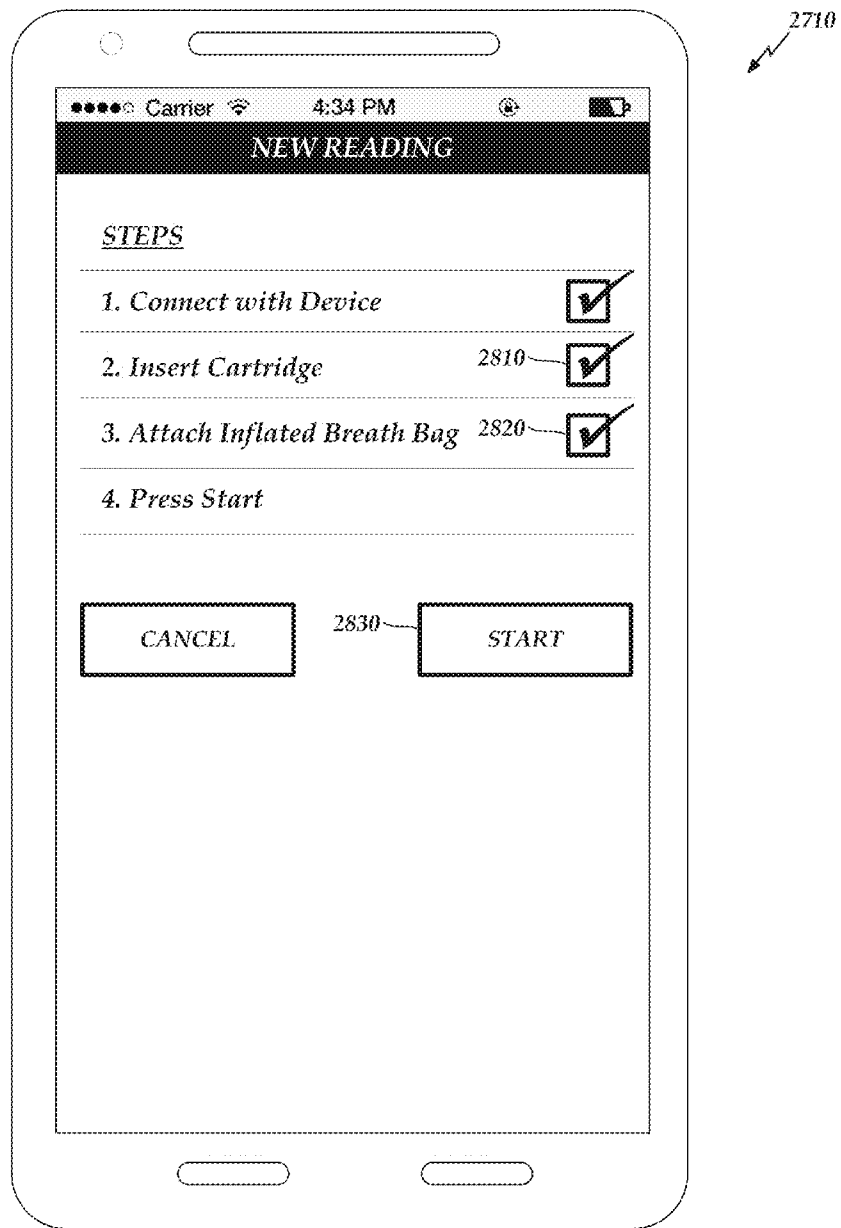 2710
Carrier 4:34 PM
NEW READING
STEPS
1. Connect with Device
2. Insert Cartridge 2810
3. Attach Inflated Breath Bag 2820
4. Press Start
CANCEL 2830 START